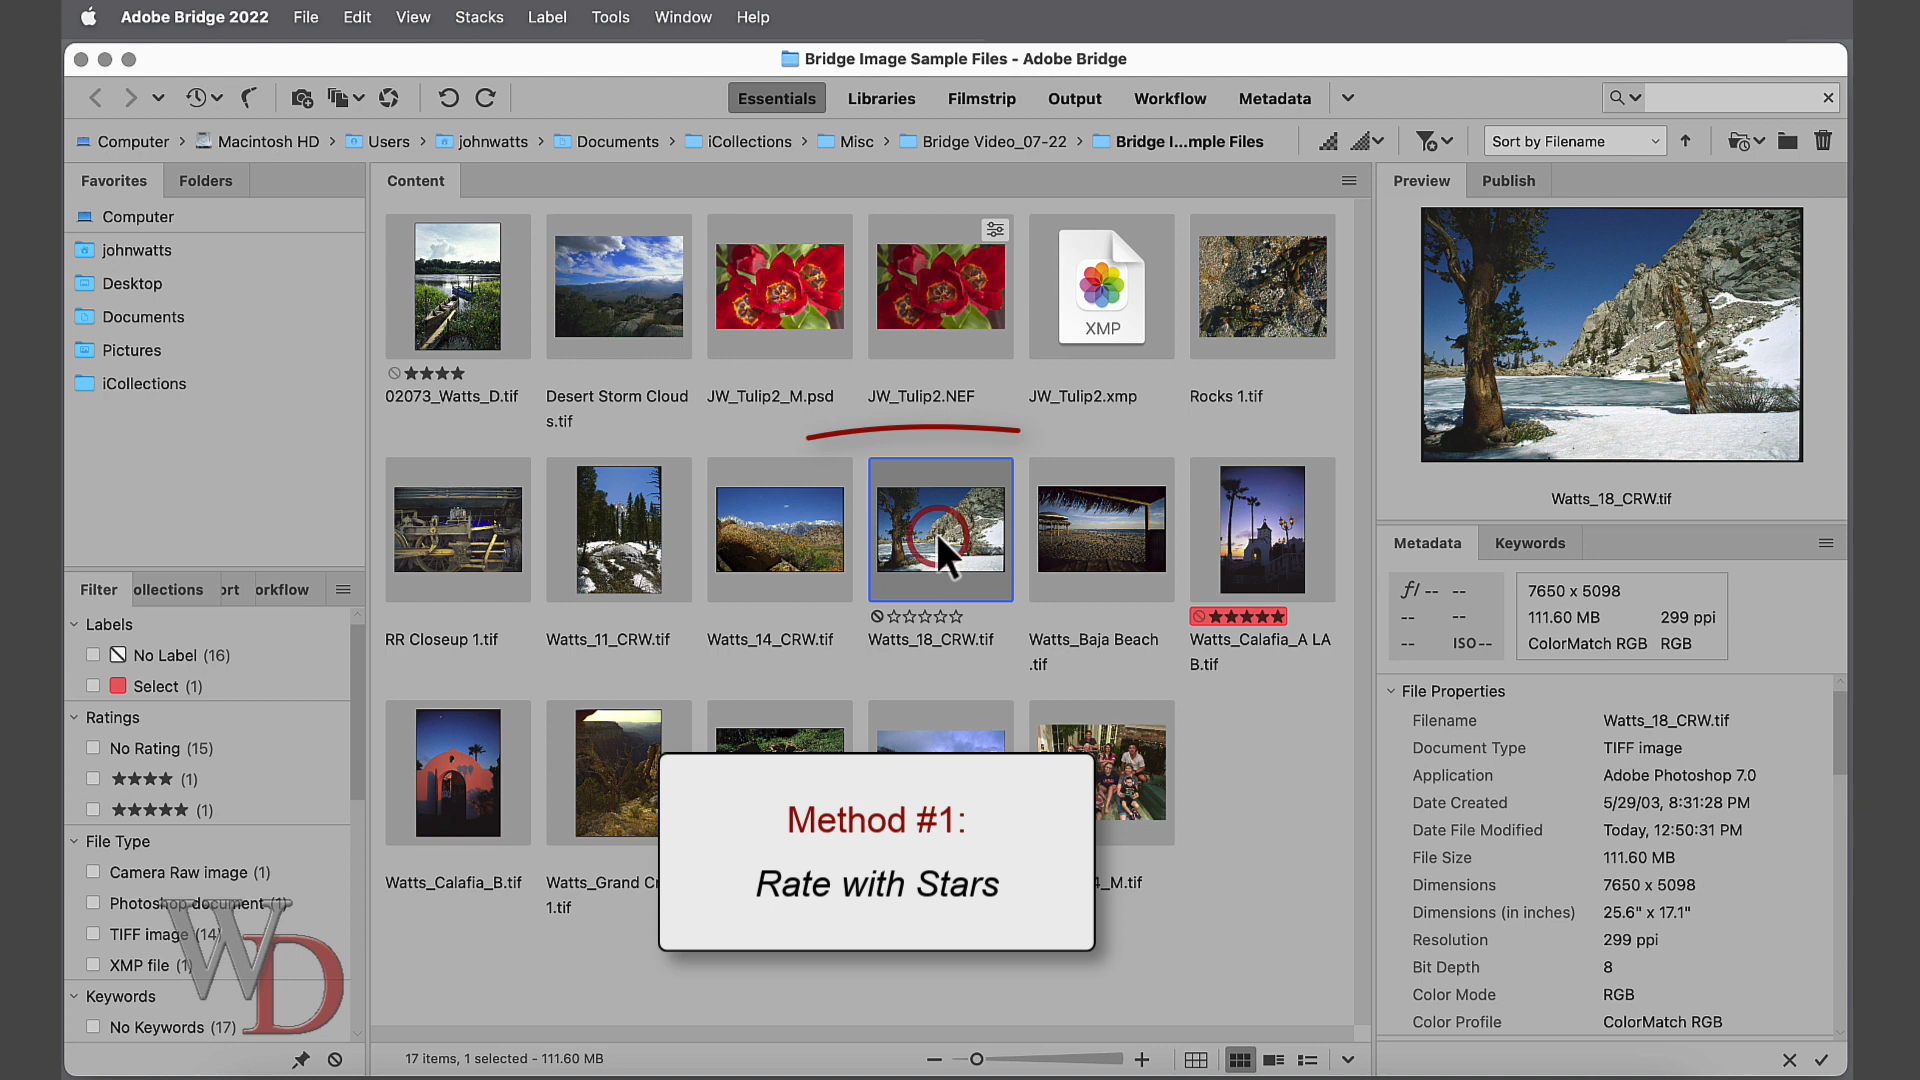 Adobe Bridge 2022 File Edit View Stacks Label Tools Window Help
Bridge Image Sample Files - Adobe Bridge
Essentials Libraries Filmstrip Output Workflow Metadata
Computer Macintosh HD Users johnwatts Documents iCollections Misc Bridge Video_07-22 Bridge I...mple Files Sort by Filename
Favorites Folders
Computer
johnwatts
Desktop
Documents
Pictures
iCollections
Filter ollections ort orkflow
Labels
No Label (16)
Select (1)
Ratings
No Rating (15)
★★★★ (1)
★★★★★ (1)
File Type
Camera Raw image (1)
Photoshop document (1)
TIFF image (14)
XMP file (1)
Keywords
No Keywords (17)
WD
Content
XMP
02073_Watts_D.tif
Desert Storm Cloud
s.tif
JW_Tulip2_M.psd
JW_Tulip2.NEF
JW_Tulip2.xmp
Rocks 1.tif
RR Closeup 1.tif
Watts_11_CRW.tif
Watts_14_CRW.tif
Watts_18_CRW.tif
Watts_Baja Beach
.tif
Watts_Calafia_A LA
B.tif
Watts_Calafia_B.tif
Watts_Grand Cr
1.tif
4_M.tif
Method #1:
Rate with Stars
17 items, 1 selected - 111.60 MB
Preview Publish
Watts_18_CRW.tif
Metadata Keywords
f/ -- --
-- --
-- ISO--
7650 x 5098
111.60 MB 299 ppi
ColorMatch RGB RGB
File Properties
Filename Watts_18_CRW.tif
Document Type TIFF image
Application Adobe Photoshop 7.0
Date Created 5/29/03, 8:31:28 PM
Date File Modified Today, 12:50:31 PM
File Size 111.60 MB
Dimensions 7650 x 5098
Dimensions (in inches) 25.6" x 17.1"
Resolution 299 ppi
Bit Depth 8
Color Mode RGB
Color Profile ColorMatch RGB